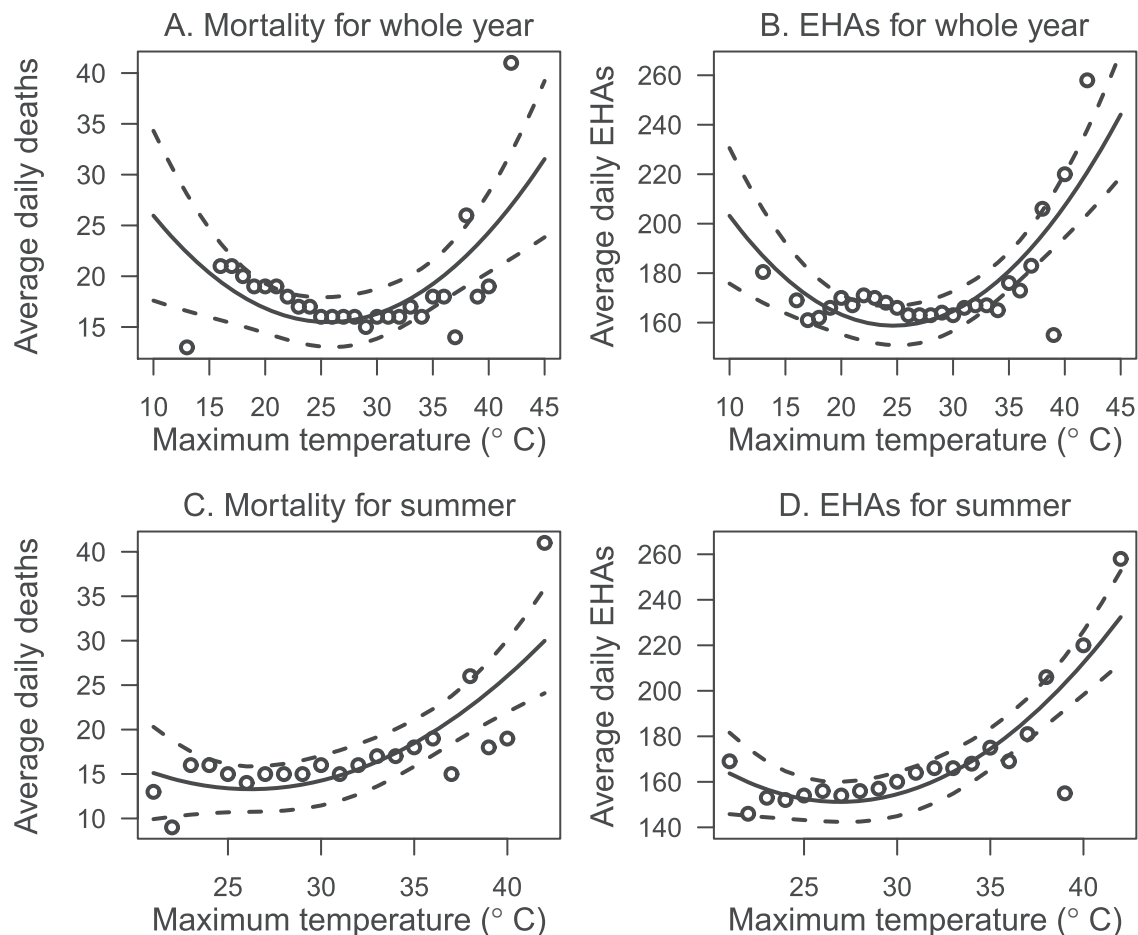 A. Mortality for whole year
Average daily deaths
40
35
30
25
20
15
10 15 20 25 30 35 40 45
Maximum temperature (° C)
B. EHAs for whole year
Average daily EHAs
260
240
220
200
180
160
10 15 20 25 30 35 40 45
Maximum temperature (° C)
C. Mortality for summer
Average daily deaths
40
35
30
25
20
15
10
25 30 35 40
Maximum temperature (° C)
D. EHAs for summer
Average daily EHAs
260
240
220
200
180
160
140
25 30 35 40
Maximum temperature (° C)